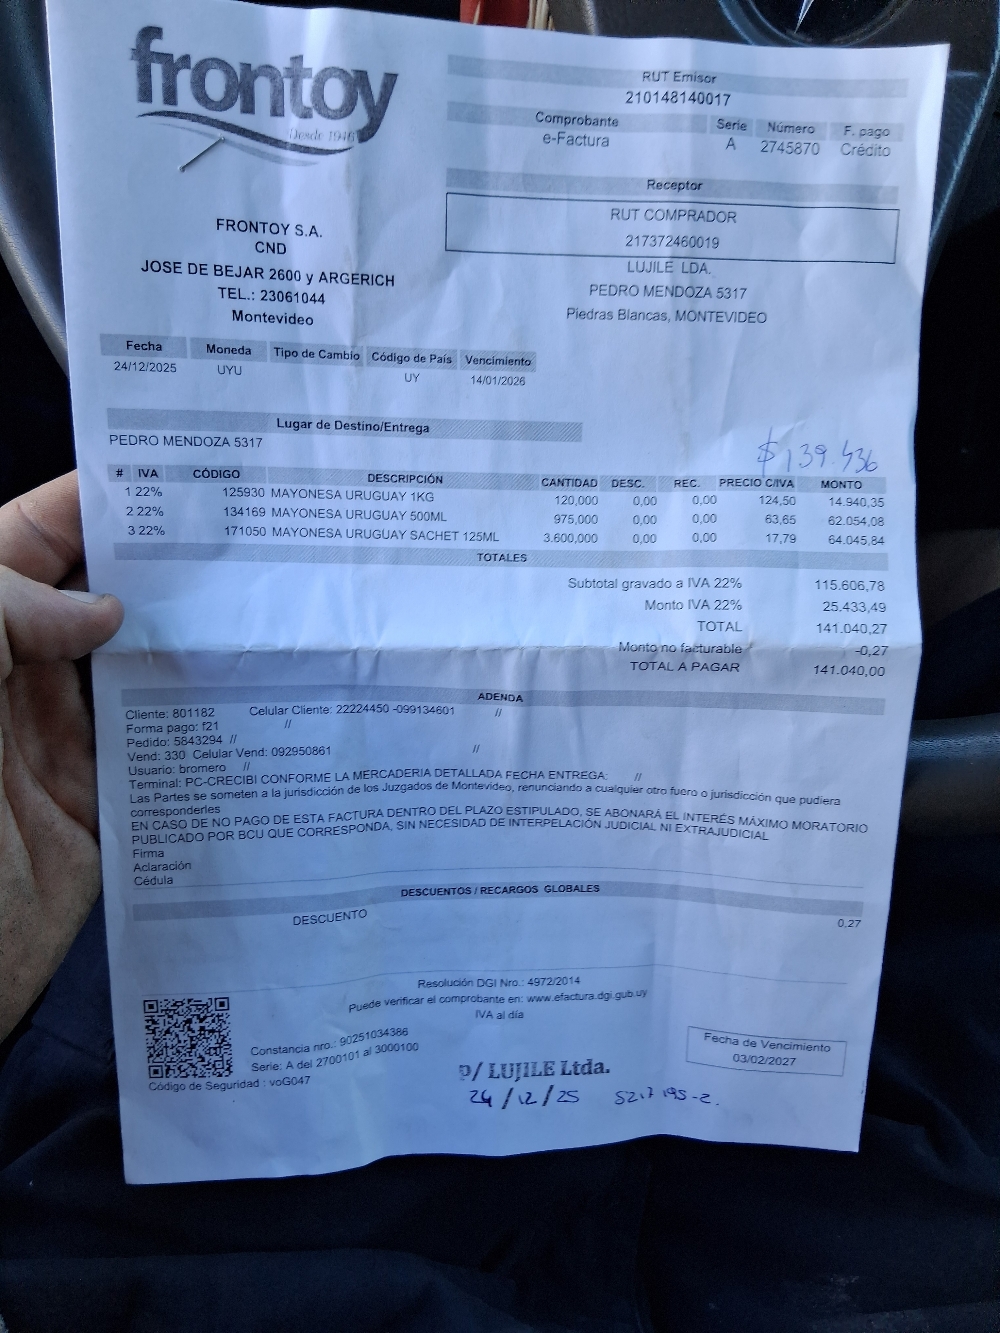 frontoy
Desde 1946
RUT Emisor
210148140017
Comprobante Serie Número F. pago
e-Factura A 2745870 Crédito
Receptor
RUT COMPRADOR
217372460019
LUJILE LDA.
PEDRO MENDOZA 5317
Piedras Blancas, MONTEVIDEO
FRONTOY S.A.
CND
JOSE DE BEJAR 2600 y ARGERICH
TEL.: 23061044
Montevideo
Fecha Moneda Tipo de Cambio Código de País Vencimiento
24/12/2025 UYU UY 14/01/2026
Lugar de Destino/Entrega
PEDRO MENDOZA 5317
$139.436
# IVA CÓDIGO DESCRIPCIÓN CANTIDAD DESC. REC. PRECIO C/IVA MONTO
1 22% 125930 MAYONESA URUGUAY 1KG 120,000 0,00 0,00 124,50 14.940,35
2 22% 134169 MAYONESA URUGUAY 500ML 975,000 0,00 0,00 63,65 62.054,08
3 22% 171050 MAYONESA URUGUAY SACHET 125ML 3.600,000 0,00 0,00 17,79 64.045,84
TOTALES
Subtotal gravado a IVA 22% 115.606,78
Monto IVA 22% 25.433,49
TOTAL 141.040,27
Monto no facturable -0,27
TOTAL A PAGAR 141.040,00
ADENDA
Cliente: 801182 Celular Cliente: 22224450 -099134601 //
Forma pago: f21 //
Pedido: 5843294 //
Vend: 330 Celular Vend: 092950861 //
Usuario: bromero //
Terminal: PC-CRECIBI CONFORME LA MERCADERIA DETALLADA FECHA ENTREGA: //
Las Partes se someten a la jurisdicción de los Juzgados de Montevideo, renunciando a cualquier otro fuero o jurisdicción que pudiera
corresponderles
EN CASO DE NO PAGO DE ESTA FACTURA DENTRO DEL PLAZO ESTIPULADO, SE ABONARÁ EL INTERÉS MÁXIMO MORATORIO
PUBLICADO POR BCU QUE CORRESPONDA, SIN NECESIDAD DE INTERPELACIÓN JUDICIAL NI EXTRAJUDICIAL
Firma
Aclaración
Cédula
DESCUENTOS / RECARGOS GLOBALES
DESCUENTO 0,27
Resolución DGI Nro.: 4972/2014
Puede verificar el comprobante en: www.efactura.dgi.gub.uy
IVA al día
Constancia nro.: 90251034386
Serie: A del 2700101 al 3000100
Código de Seguridad : voG047
Fecha de Vencimiento
03/02/2027
P/ LUJILE Ltda.
24/12/25 5217195-2.